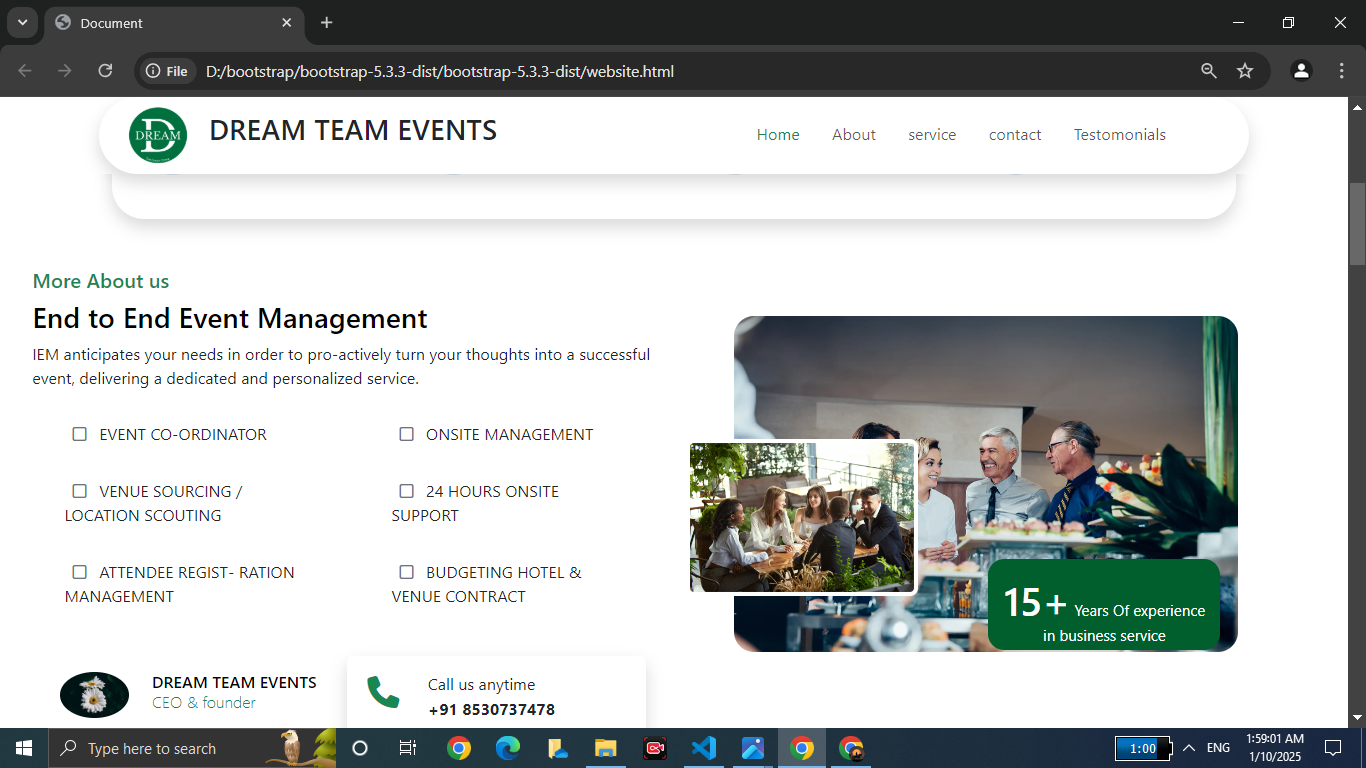 Document
File
D:/bootstrap/bootstrap-5.3.3-dist/bootstrap-5.3.3-dist/website.html
DREAM
D
DREAM TEAM EVENTS
Home
About
service
contact
Testomonials
More About us
End to End Event Management
IEM anticipates your needs in order to pro-actively turn your thoughts into a successful
event, delivering a dedicated and personalized service.
EVENT CO-ORDINATOR
ONSITE MANAGEMENT
VENUE SOURCING /
LOCATION SCOUTING
24 HOURS ONSITE
SUPPORT
ATTENDEE REGIST- RATION
MANAGEMENT
BUDGETING HOTEL &
VENUE CONTRACT
15+ Years Of experience
in business service
DREAM TEAM EVENTS
CEO & founder
Call us anytime
+91 8530737478
Type here to search
1:00
ENG
1:59:01 AM
1/10/2025